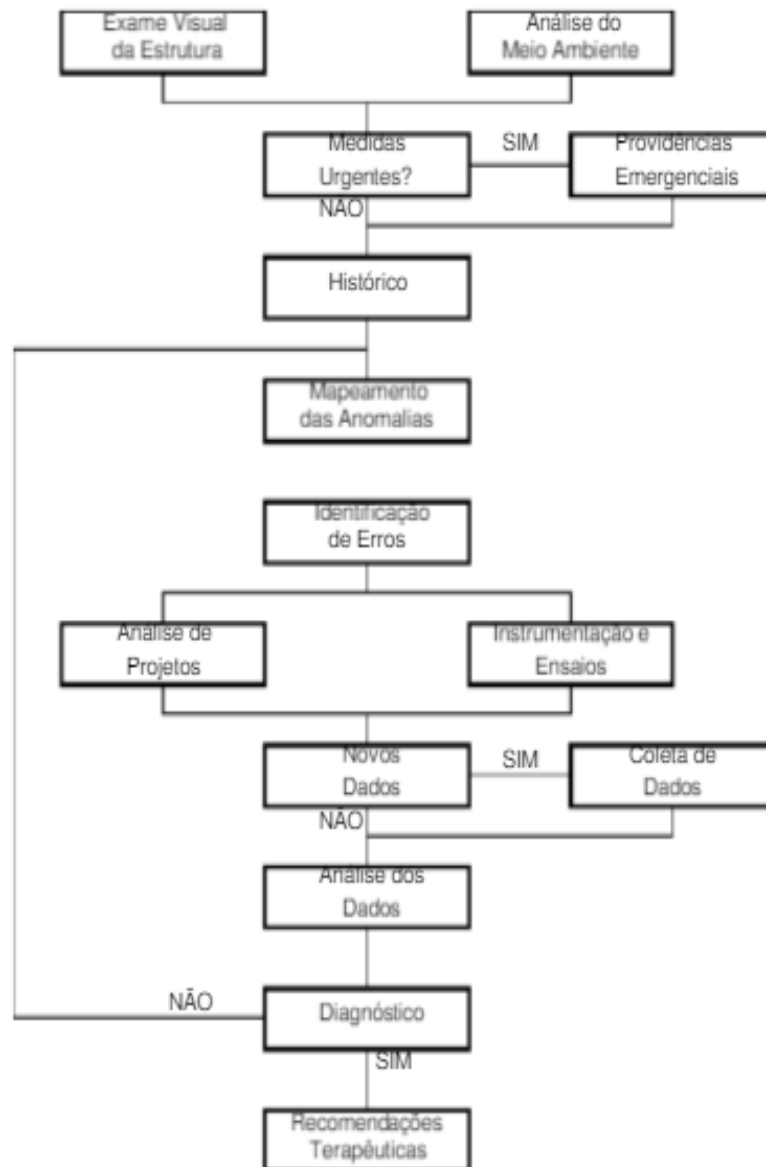 Exame Visual
da Estrutura
Análise do
Meio Ambiente
Medidas
Urgentes?
SIM
Providências
Emergenciais
NÃO
Histórico
Mapeamento
das Anomalias
Identificação
de Erros
Análise de
Projetos
Instrumentação e
Ensaios
Novos
Dados
SIM
Coleta de
Dados
NÃO
Análise dos
Dados
NÃO
Diagnóstico
SIM
Recomendações
Terapêuticas